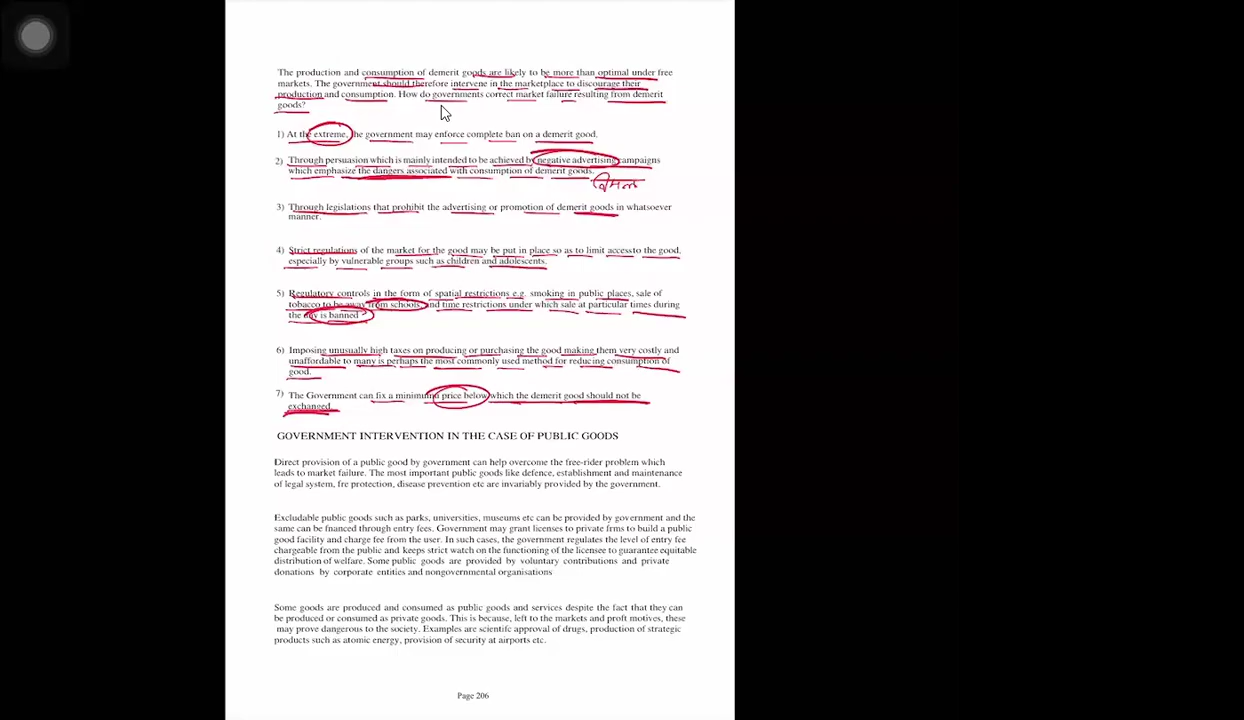 The production and consumption of demerit goods are likely to be more than optimal under free
markets. The government should therefore intervene in the marketplace to discourage their
production and consumption. How do governments correct market failure resulting from demerit
goods?
1) At the extreme, the government may enforce complete ban on a demerit good.
2) Through persuasion which is mainly intended to be achieved by negative advertising campaigns
which emphasize the dangers associated with consumption of demerit goods.
3) Through legislations that prohibit the advertising or promotion of demerit goods in whatsoever
manner.
4) Strict regulations of the market for the good may be put in place so as to limit accessto the good,
especially by vulnerable groups such as children and adolescents.
5) Regulatory controls in the form of spatial restrictions e.g. smoking in public places, sale of
tobacco to be away from schools, and time restrictions under which sale at particular times during
the day is banned
6) Imposing unusually high taxes on producing or purchasing the good making them very costly and
unaffordable to many is perhaps the most commonly used method for reducing consumption of
good.
7) The Government can fix a minimum price below which the demerit good should not be
exchanged.
GOVERNMENT INTERVENTION IN THE CASE OF PUBLIC GOODS
Direct provision of a public good by government can help overcome the free-rider problem which
leads to market failure. The most important public goods like defence, establishment and maintenance
of legal system, fre protection, disease prevention etc are invariably provided by the government.
Excludable public goods such as parks, universities, museums etc can be provided by government and the
same can be fnanced through entry fees. Government may grant licenses to private frms to build a public
good facility and charge fee from the user. In such cases, the government regulates the level of entry fee
chargeable from the public and keeps strict watch on the functioning of the licensee to guarantee equitable
distribution of welfare. Some public goods are provided by voluntary contributions and private
donations by corporate entities and nongovernmental organisations
Some goods are produced and consumed as public goods and services despite the fact that they can
be produced or consumed as private goods. This is because, left to the markets and proft motives, these
may prove dangerous to the society. Examples are scientifc approval of drugs, production of strategic
products such as atomic energy, provision of security at airports etc.
Page 206